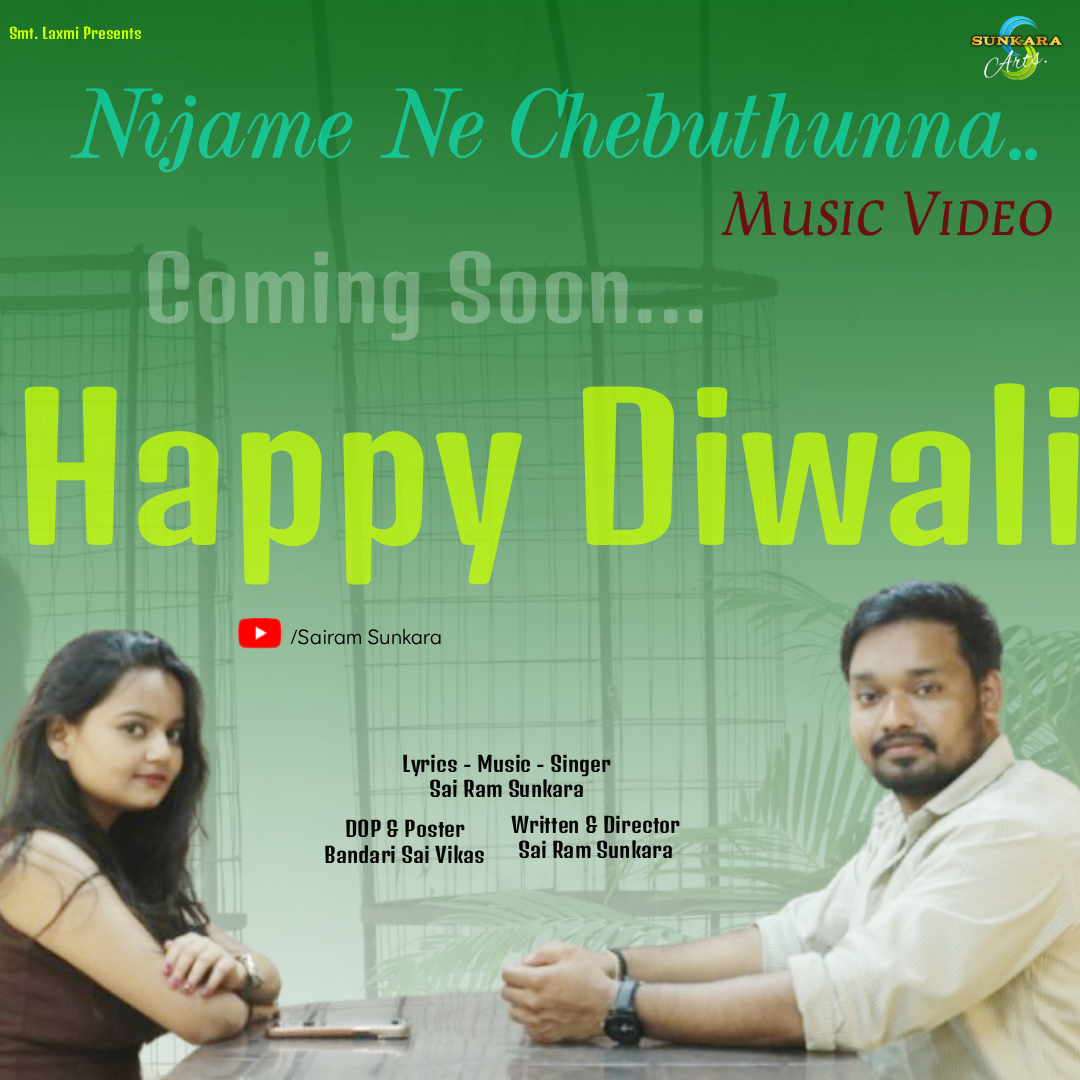 Smt. Laxmi Presents
SUNKARA
Arts.
Nijame Ne Chebuthunna..
Music Video
Coming Soon...
Happy Diwali
/Sairam Sunkara
Lyrics - Music - Singer
Sai Ram Sunkara
DOP & Poster
Bandari Sai Vikas
Written & Director
Sai Ram Sunkara